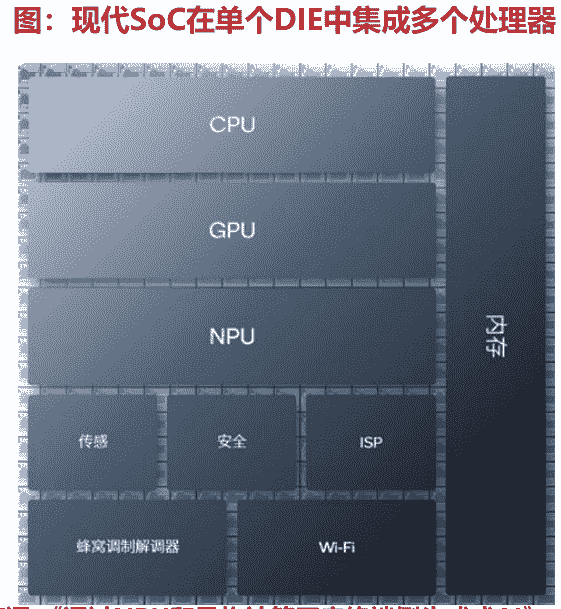 图：现代SoC在单个DIE中集成多个处理器
CPU
GPU
NPU
内存
传感
安全
ISP
蜂窝调制解调器
Wi-Fi